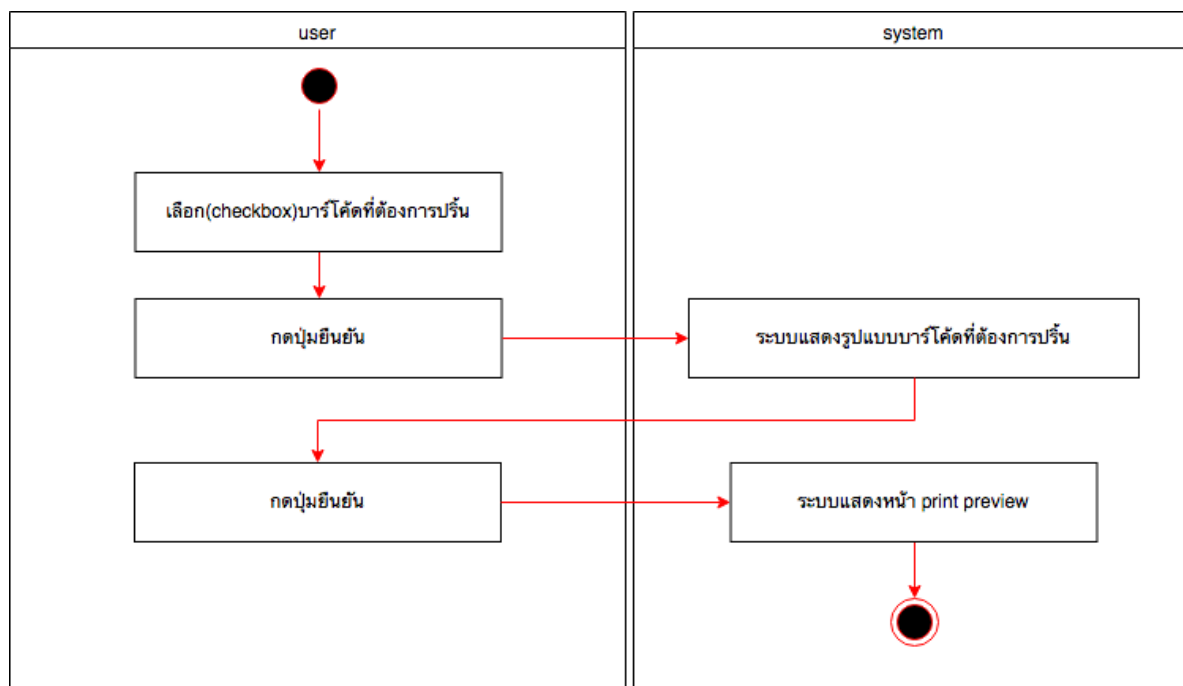 user
system
เลือก(checkbox)บาร์โค้ดที่ต้องการปริ้น
กดปุ่มยืนยัน
ระบบแสดงรูปแบบบาร์โค้ดที่ต้องการปริ้น
กดปุ่มยืนยัน
ระบบแสดงหน้า print preview